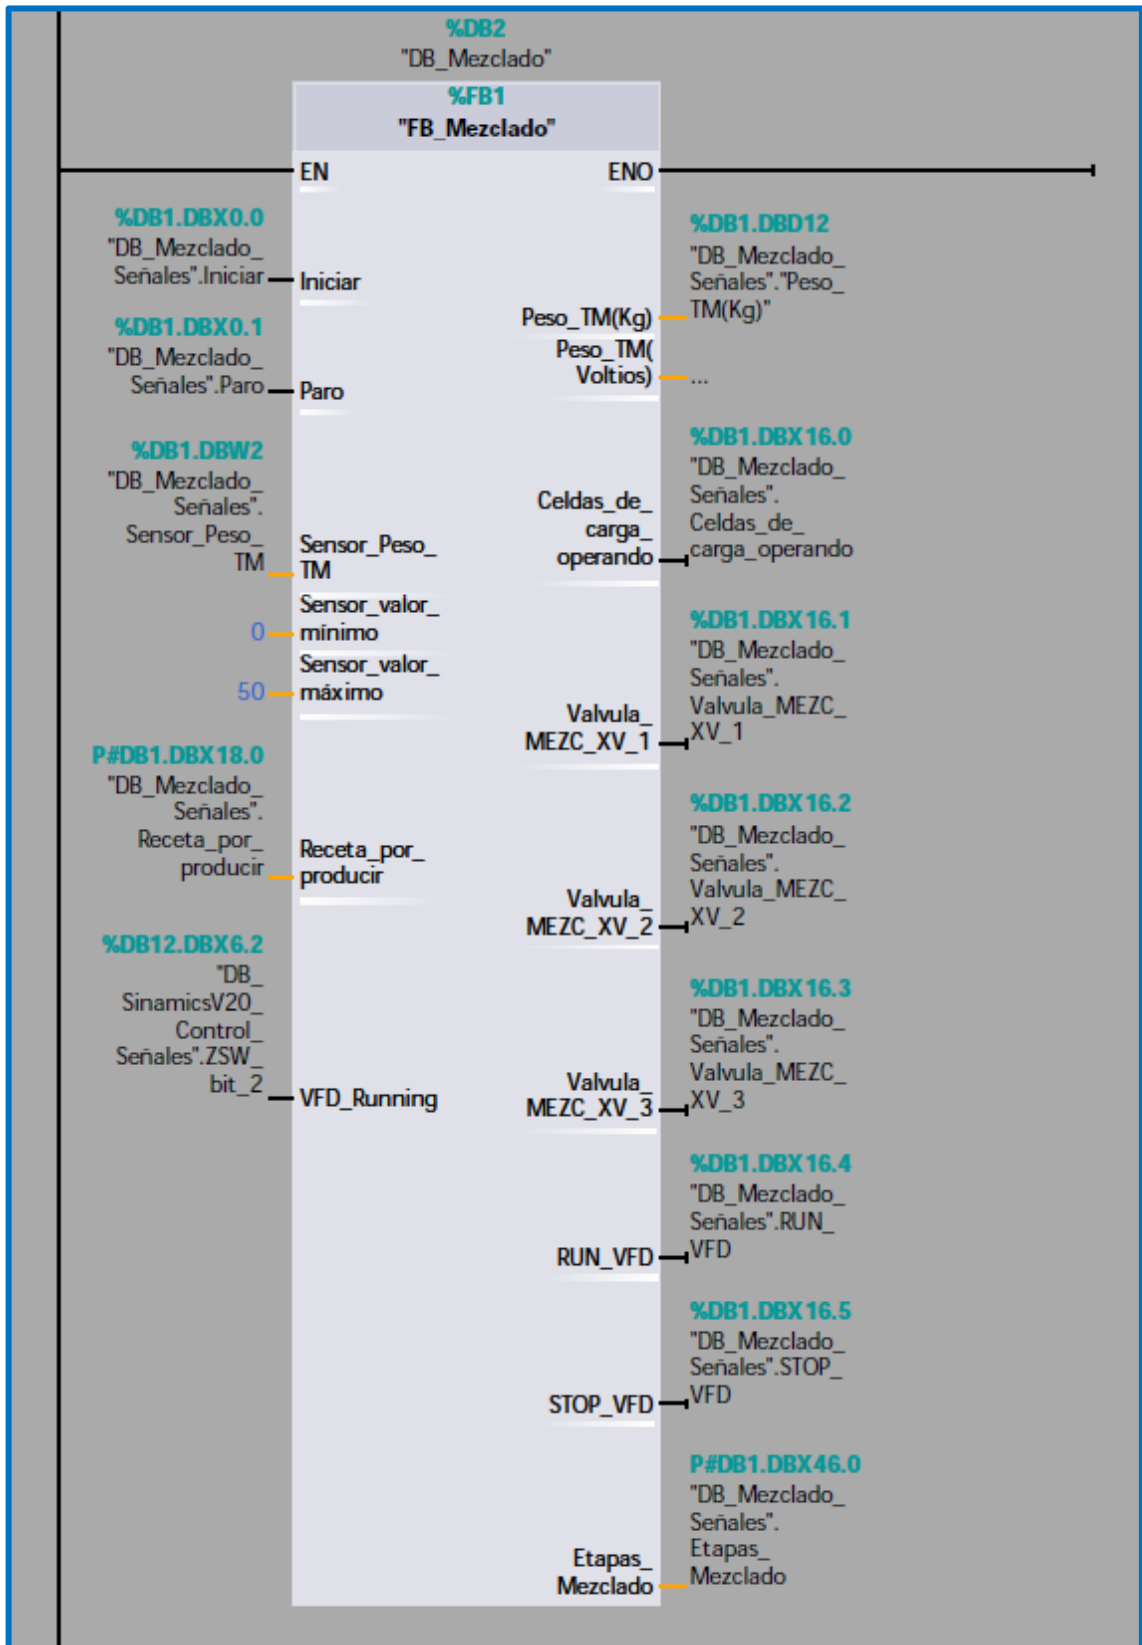 %DB2
"DB_Mezclado"
%FB1
"FB_Mezclado"
EN
ENO
%DB1.DBX0.0
"DB_Mezclado_
Señales".Iniciar
Iniciar
%DB1.DBX0.1
"DB_Mezclado_
Señales".Paro
Paro
%DB1.DBW2
"DB_Mezclado_
Señales".
Sensor_Peso_
TM
Sensor_Peso_
TM
0
Sensor_valor_
mínimo
50
Sensor_valor_
máximo
P#DB1.DBX18.0
"DB_Mezclado_
Señales".
Receta_por_
producir
Receta_por_
producir
%DB12.DBX6.2
"DB_
SinamicsV20_
Control_
Señales".ZSW_
bit_2
VFD_Running
Peso_TM(Kg)
%DB1.DBD12
"DB_Mezclado_
Señales"."Peso_
TM(Kg)"
Peso_TM(
Voltios)
...
Celdas_de_
carga_
operando
%DB1.DBX16.0
"DB_Mezclado_
Señales".
Celdas_de_
carga_operando
Valvula_
MEZC_XV_1
%DB1.DBX16.1
"DB_Mezclado_
Señales".
Valvula_MEZC_
XV_1
Valvula_
MEZC_XV_2
%DB1.DBX16.2
"DB_Mezclado_
Señales".
Valvula_MEZC_
XV_2
Valvula_
MEZC_XV_3
%DB1.DBX16.3
"DB_Mezclado_
Señales".
Valvula_MEZC_
XV_3
RUN_VFD
%DB1.DBX16.4
"DB_Mezclado_
Señales".RUN_
VFD
STOP_VFD
%DB1.DBX16.5
"DB_Mezclado_
Señales".STOP_
VFD
Etapas_
Mezclado
P#DB1.DBX46.0
"DB_Mezclado_
Señales".
Etapas_
Mezclado